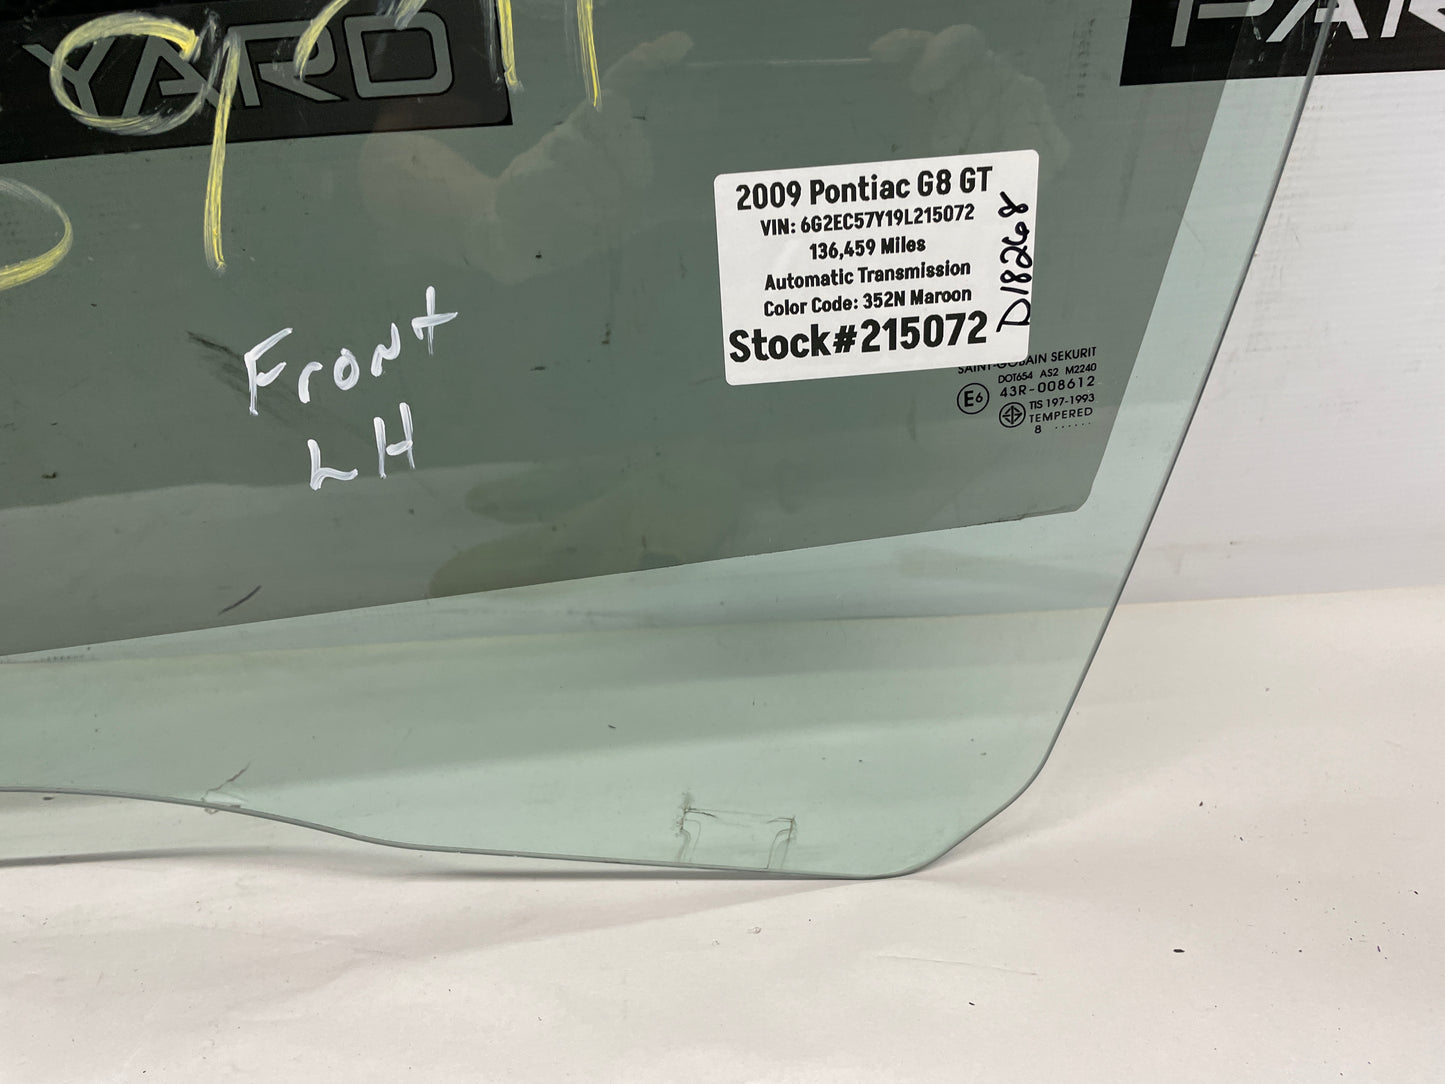 YARD
PAR
2009 Pontiac G8 GT
VIN: 6G2EC57Y19L215072
136,459 Miles
Automatic Transmission
Color Code: 352N Maroon
Stock#215072
D18268
Front
LH
SAINT-GOBAIN SEKURIT
DOT654 AS2 M2240
E6 43R-008612
TIS 197-1993
TEMPERED
8 ......